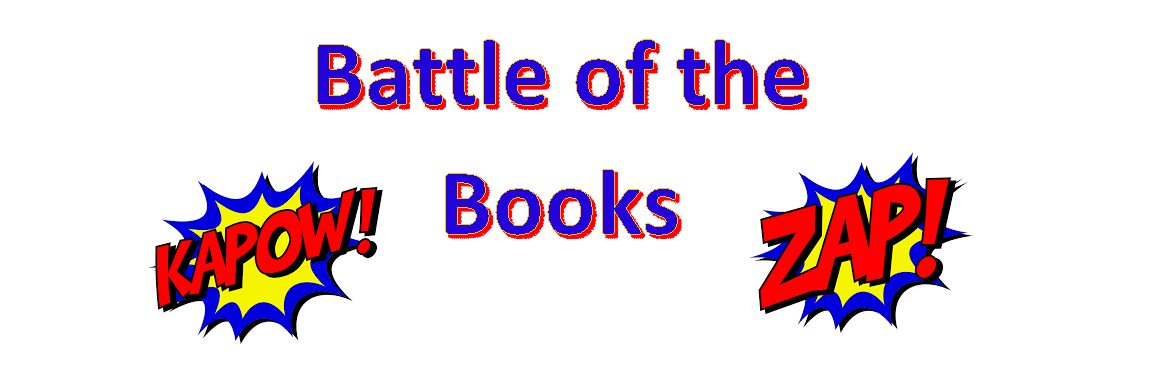 Battle of the
Books
KAPOW!
ZAP!